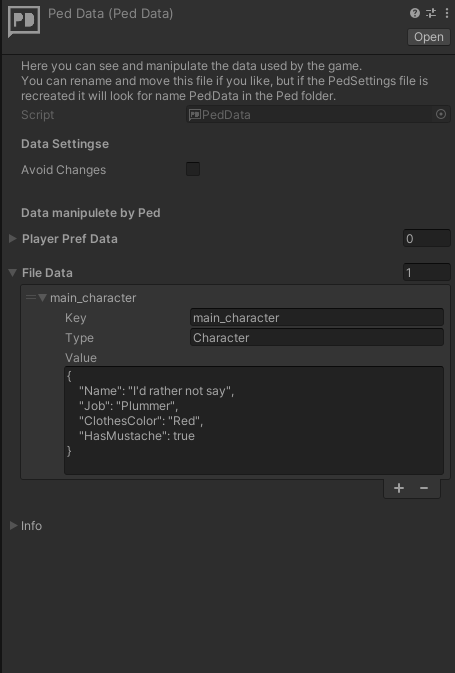 PD
Ped Data (Ped Data)
Open
Here you can see and manipulate the data used by the game.
You can rename and move this file if you like, but if the PedSettings file is
recreated it will look for name PedData in the Ped folder.
Script
PedData
Data Settingse
Avoid Changes
Data manipulete by Ped
Player Pref Data
0
File Data
1
main_character
Key
main_character
Type
Character
Value
{
"Name": "I'd rather not say",
"Job": "Plummer",
"ClothesColor": "Red",
"HasMustache": true
}
+ −
Info